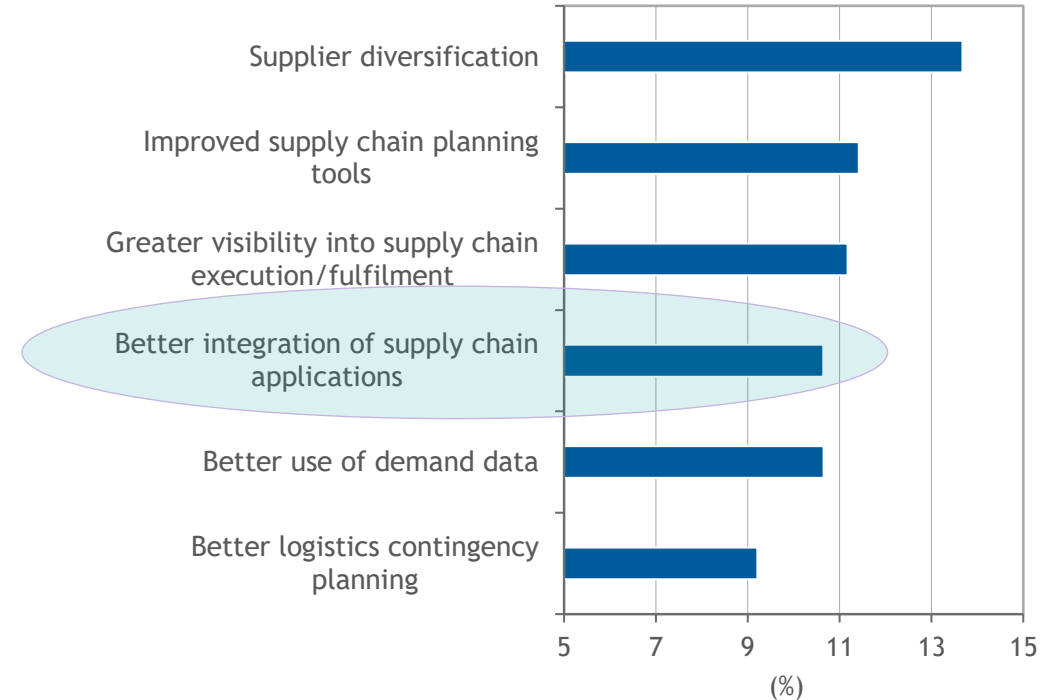 Supplier diversification
Improved supply chain planning
tools
Greater visibility into supply chain
execution/fulfilment
Better integration of supply chain
applications
Better use of demand data
Better logistics contingency
planning
5 7 9 11 13 15
(%)